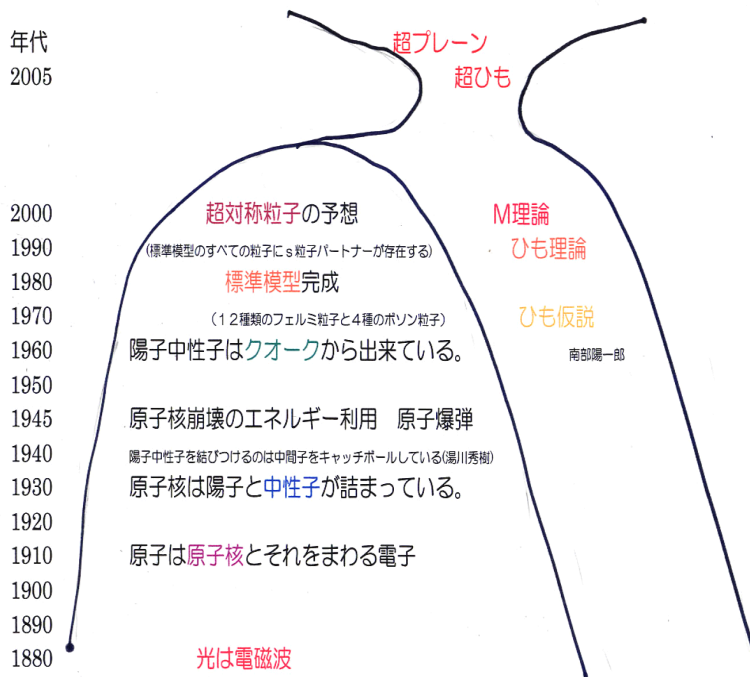 年代
超プレーン
2005 超ひも
2000 超対称粒子の予想 M理論
1990 (標準模型のすべての粒子にｓ粒子パートナーが存在する) ひも理論
1980 標準模型完成
1970 (１２種類のフェルミ粒子と４種のボソン粒子) ひも仮説
1960 陽子中性子はクオークから出来ている。 南部陽一郎
1950
1945 原子核崩壊のエネルギー利用　原子爆弾
1940 陽子中性子を結びつけるのは中間子をキャッチボールしている(湯川秀樹)
1930 原子核は陽子と中性子が詰まっている。
1920
1910 原子は原子核とそれをまわる電子
1900
1890
1880 光は電磁波